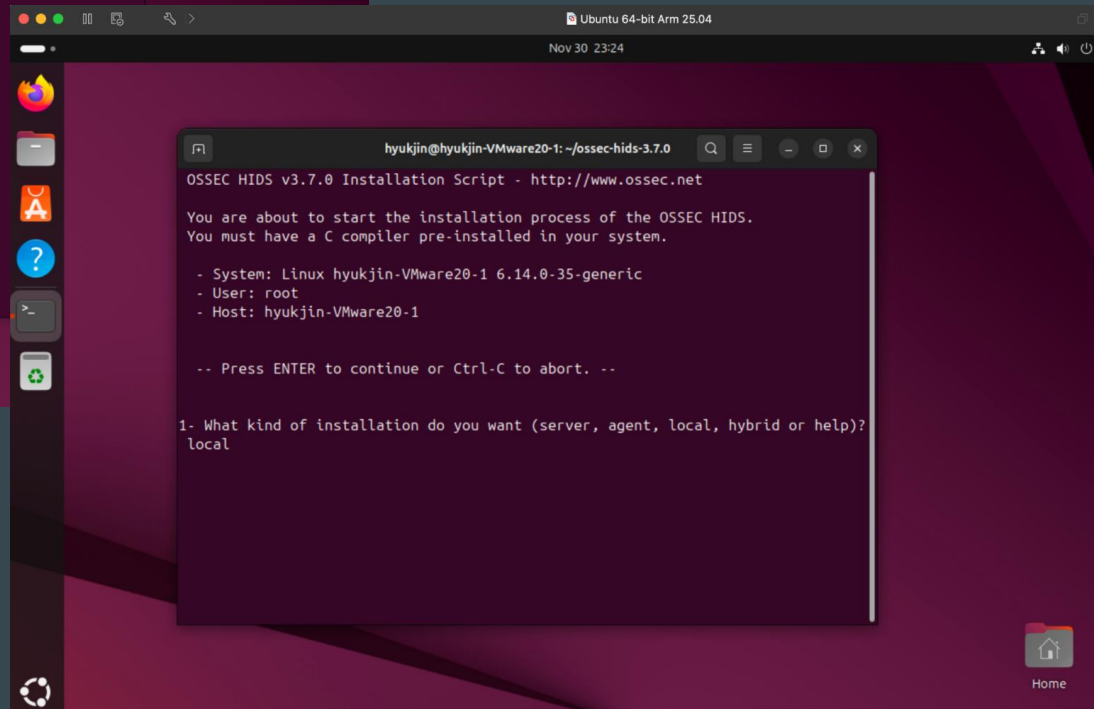 Ubuntu 64-bit Arm 25.04
Nov 30 23:24
hyukjin@hyukjin-VMware20-1: ~/ossec-hids-3.7.0
OSSEC HIDS v3.7.0 Installation Script - http://www.ossec.net
You are about to start the installation process of the OSSEC HIDS.
You must have a C compiler pre-installed in your system.
- System: Linux hyukjin-VMware20-1 6.14.0-35-generic
- User: root
- Host: hyukjin-VMware20-1
-- Press ENTER to continue or Ctrl-C to abort. --
1- What kind of installation do you want (server, agent, local, hybrid or help)?
local
Home